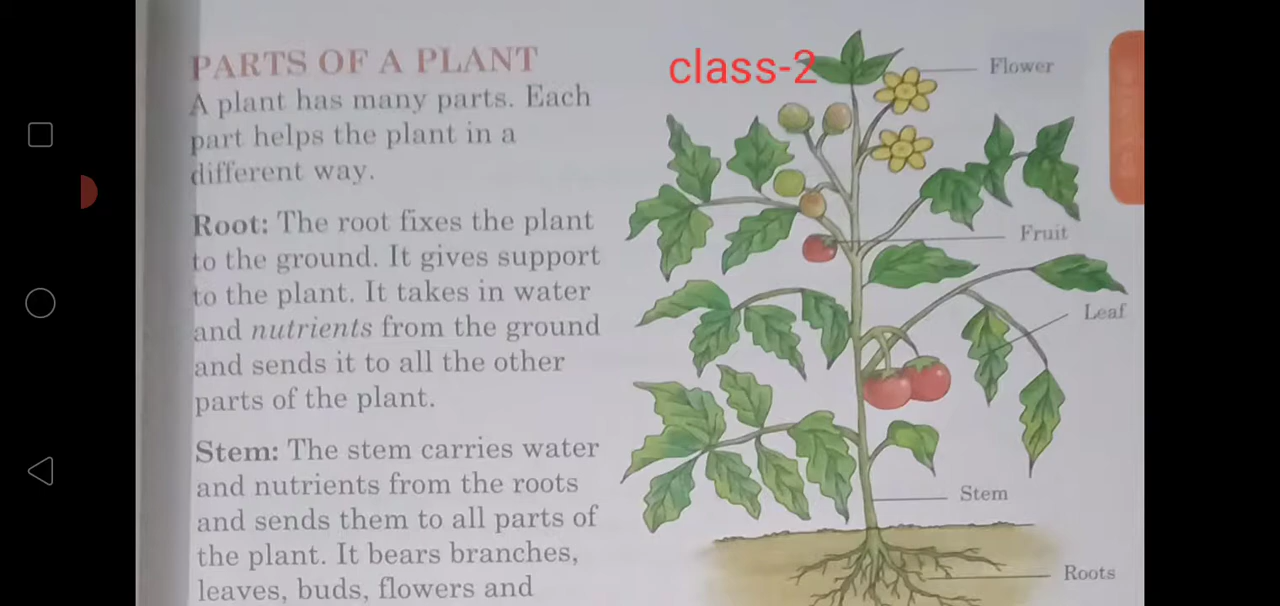 PARTS OF A PLANT
A plant has many parts. Each
part helps the plant in a
different way.
Root: The root fixes the plant
to the ground. It gives support
to the plant. It takes in water
and nutrients from the ground
and sends it to all the other
parts of the plant.
Stem: The stem carries water
and nutrients from the roots
and sends them to all parts of
the plant. It bears branches,
leaves, buds, flowers and
class-2
Flower
Fruit
Leaf
Stem
Roots